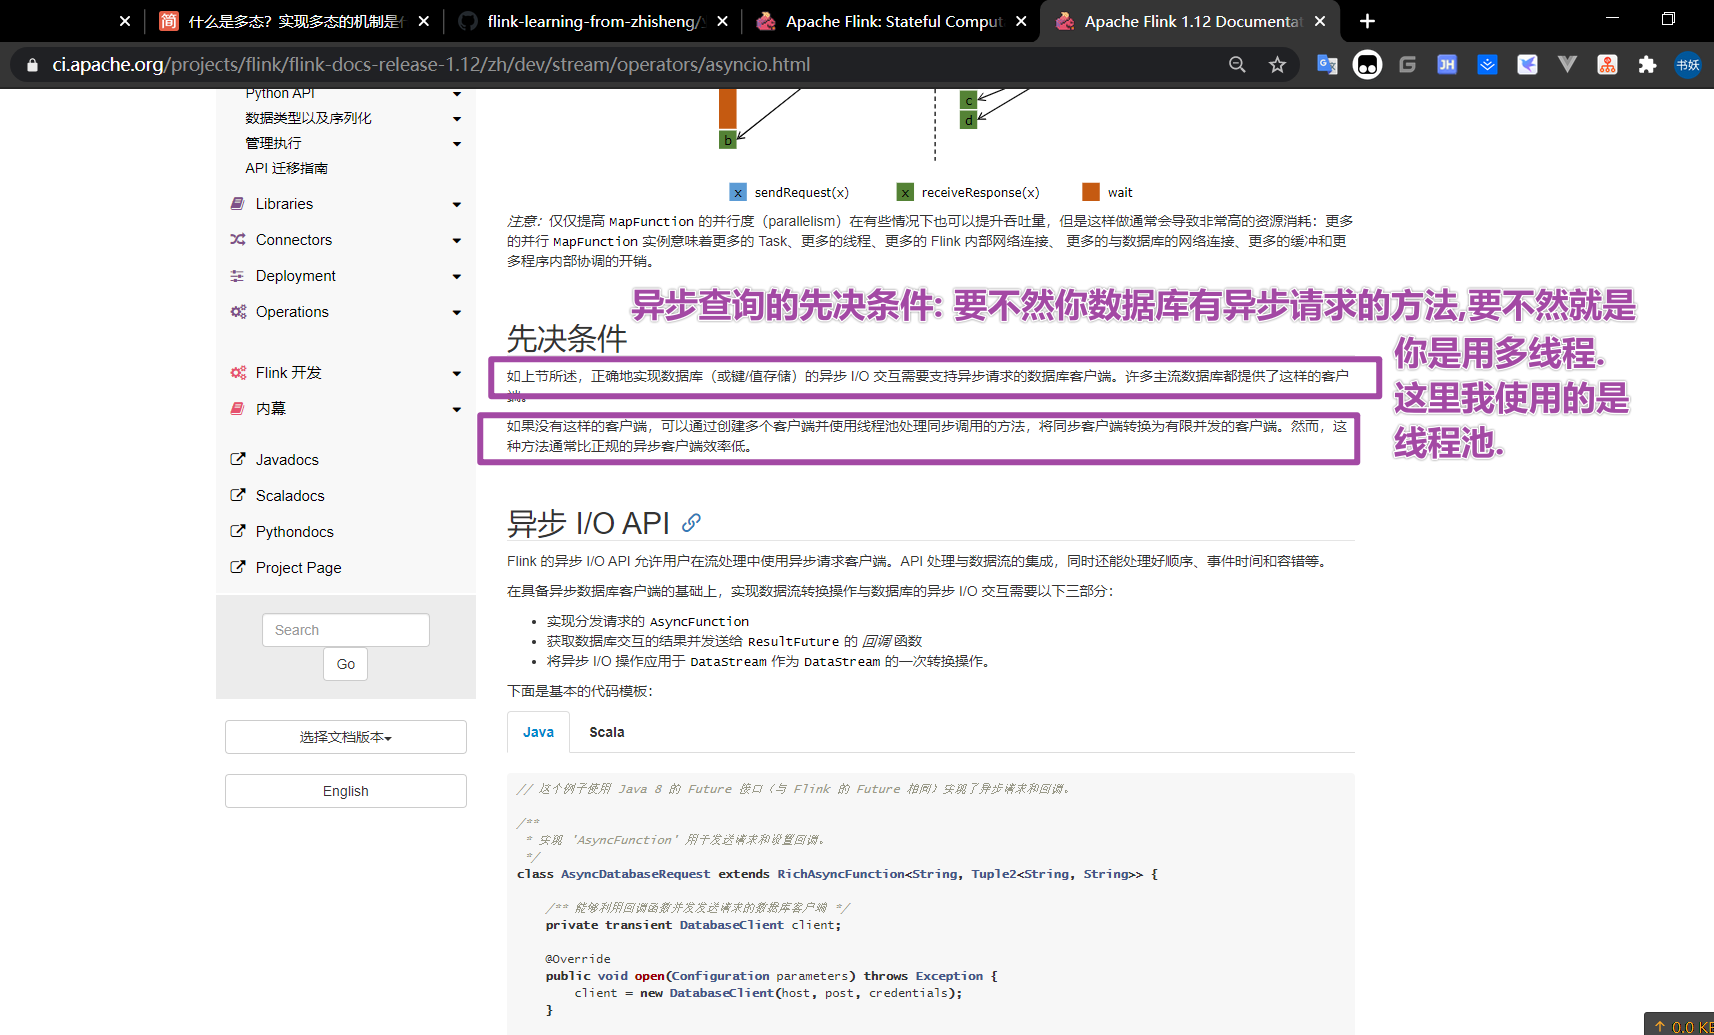 什么是多态？实现多态的机制是
flink-learning-from-zhisheng/
Apache Flink: Stateful Comput
Apache Flink 1.12 Documentat
ci.apache.org/projects/flink/flink-docs-release-1.12/zh/dev/stream/operators/asyncio.html
JH
书妖
Python API
数据类型以及序列化
管理执行
API 迁移指南
Libraries
Connectors
Deployment
Operations
Flink 开发
内幕
Javadocs
Scaladocs
Pythondocs
Project Page
Search
Go
选择文档版本
English
b
c
d
x sendRequest(x)
x receiveResponse(x)
wait
注意：仅仅提高 MapFunction 的并行度（parallelism）在有些情况下也可以提升吞吐量，但是这样做通常会导致非常高的资源消耗：更多
的并行 MapFunction 实例意味着更多的 Task、更多的线程、更多的 Flink 内部网络连接、 更多的与数据库的网络连接、更多的缓冲和更
多程序内部协调的开销。
异步查询的先决条件: 要不然你数据库有异步请求的方法,要不然就是
你是用多线程.
这里我使用的是
线程池.
先决条件
如上节所述，正确地实现数据库（或键/值存储）的异步 I/O 交互需要支持异步请求的数据库客户端。许多主流数据库都提供了这样的客户
端。
如果没有这样的客户端，可以通过创建多个客户端并使用线程池处理同步调用的方法，将同步客户端转换为有限并发的客户端。然而，这
种方法通常比正规的异步客户端效率低。
异步 I/O API
Flink 的异步 I/O API 允许用户在流处理中使用异步请求客户端。API 处理与数据流的集成，同时还能处理好顺序、事件时间和容错等。
在具备异步数据库客户端的基础上，实现数据流转换操作与数据库的异步 I/O 交互需要以下三部分：
实现分发请求的 AsyncFunction
获取数据库交互的结果并发送给 ResultFuture 的 回调 函数
将异步 I/O 操作应用于 DataStream 作为 DataStream 的一次转换操作。
下面是基本的代码模板：
Java
Scala
// 这个例子使用 Java 8 的 Future 接口（与 Flink 的 Future 相同）实现了异步请求和回调。
/**
* 实现 'AsyncFunction' 用于发送请求和设置回调。
*/
class AsyncDatabaseRequest extends RichAsyncFunction<String, Tuple2<String, String>> {
/** 能够利用回调函数并发发送请求的数据库客户端 */
private transient DatabaseClient client;
@Override
public void open(Configuration parameters) throws Exception {
client = new DatabaseClient(host, post, credentials);
}
↑ 0.0 KB